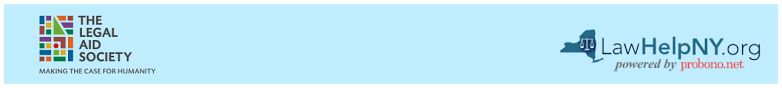 THE
LEGAL
AID
SOCIETY
MAKING THE CASE FOR HUMANITY
LawHelpNY.org
powered by probono.net